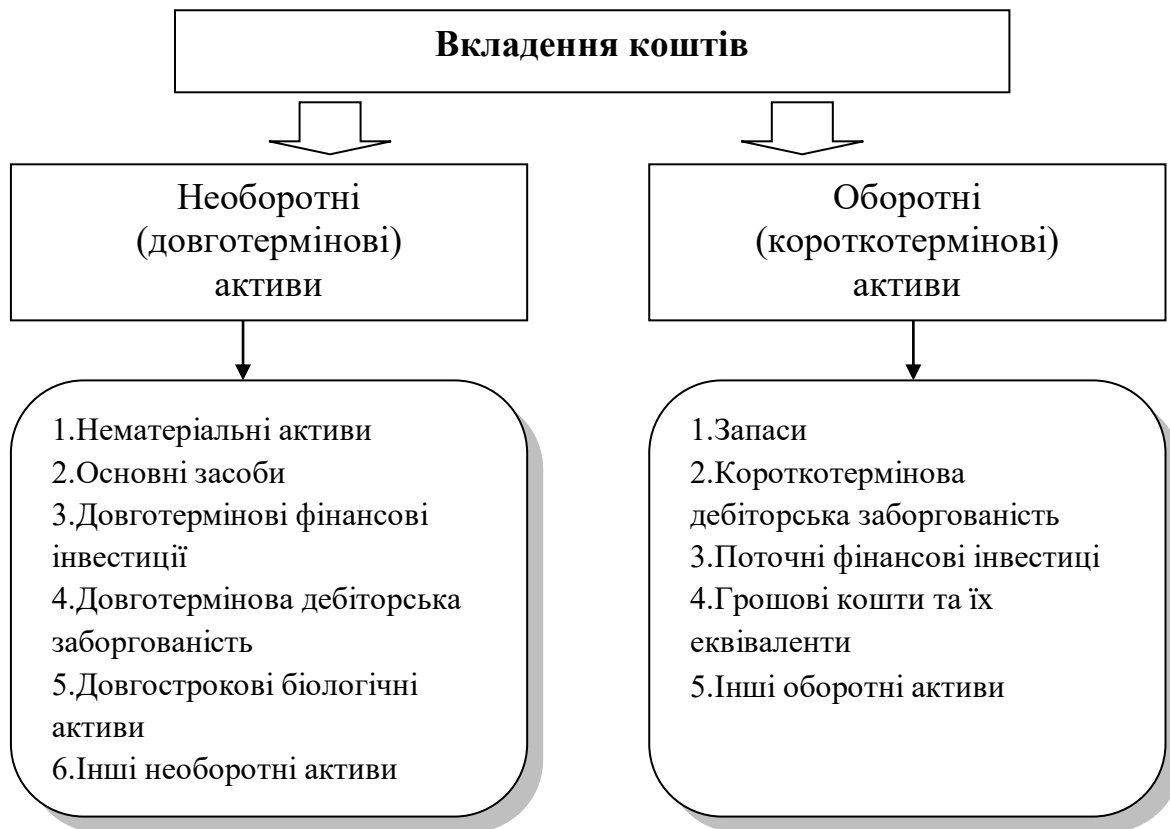 Вкладення коштів
Необоротні
(довготермінові)
активи
Оборотні
(короткотермінові)
активи
1.Нематеріальні активи
2.Основні засоби
3.Довготермінові фінансові
інвестиції
4.Довготермінова дебіторська
заборгованість
5.Довгострокові біологічні
активи
6.Інші необоротні активи
1.Запаси
2.Короткотермінова
дебіторська заборгованість
3.Поточні фінансові інвестиці
4.Грошові кошти та їх
еквіваленти
5.Інші оборотні активи